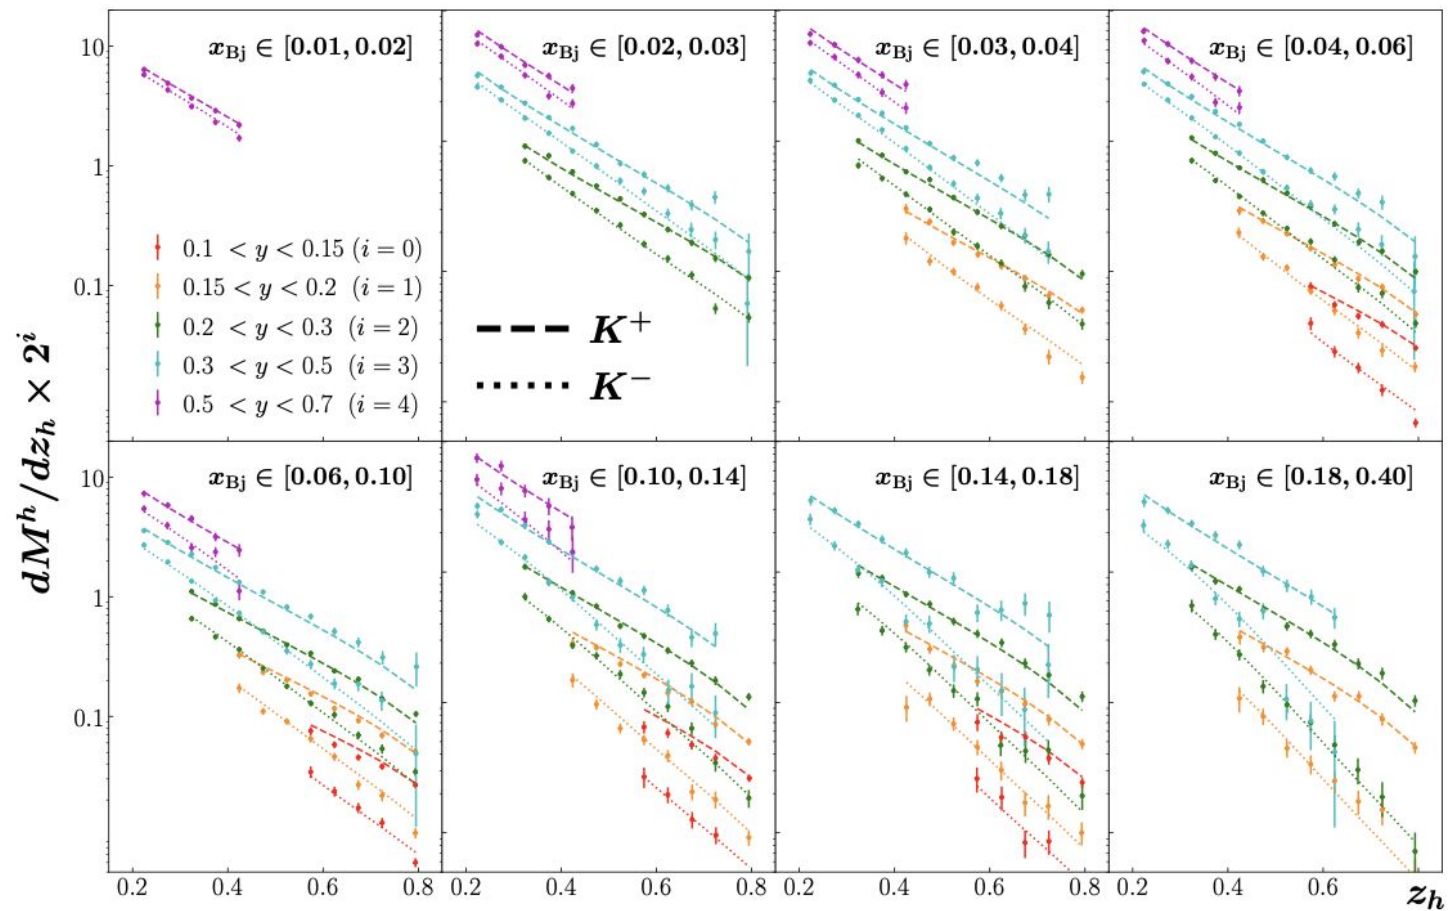 dM^h/dz_h × 2^i
10
1
0.1
x_Bj ∈ [0.01, 0.02]
x_Bj ∈ [0.02, 0.03]
x_Bj ∈ [0.03, 0.04]
x_Bj ∈ [0.04, 0.06]
0.1 < y < 0.15 (i = 0)
0.15 < y < 0.2 (i = 1)
0.2 < y < 0.3 (i = 2)
0.3 < y < 0.5 (i = 3)
0.5 < y < 0.7 (i = 4)
K^+
K^−
10
1
0.1
x_Bj ∈ [0.06, 0.10]
x_Bj ∈ [0.10, 0.14]
x_Bj ∈ [0.14, 0.18]
x_Bj ∈ [0.18, 0.40]
0.2 0.4 0.6 0.8
0.2 0.4 0.6 0.8
0.2 0.4 0.6 0.8
0.2 0.4 0.6
z_h